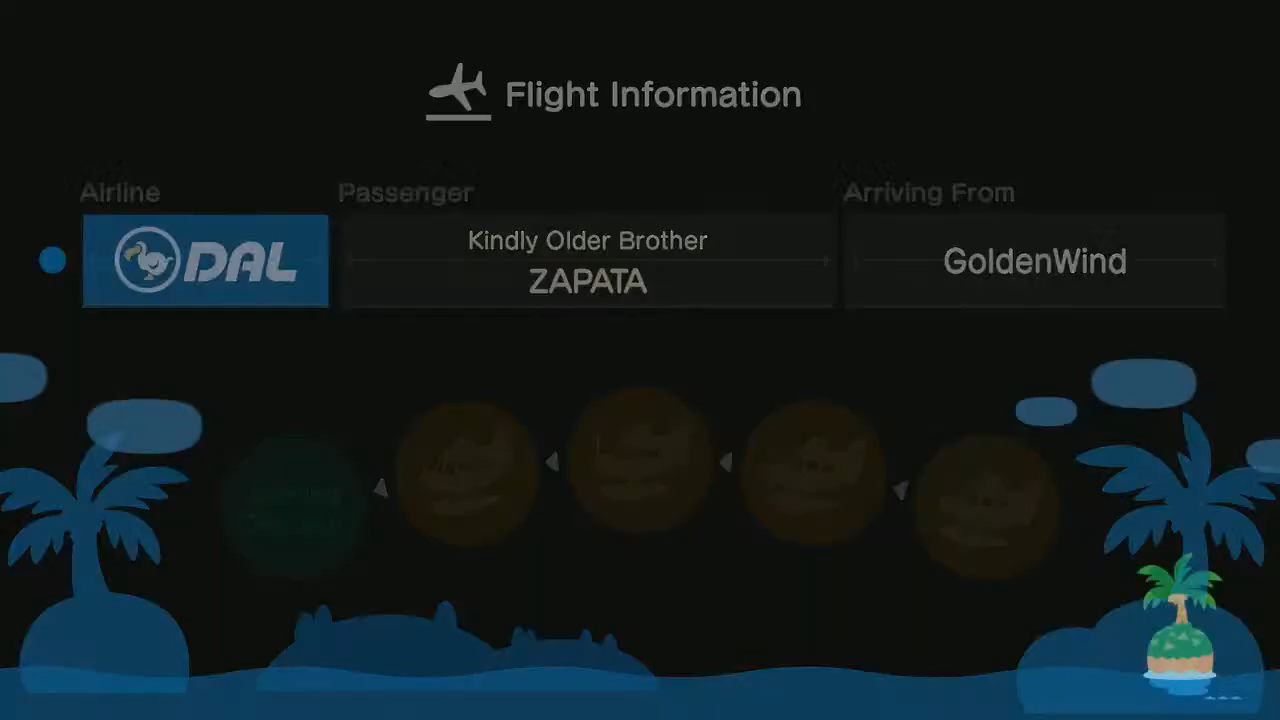 Flight Information
Airline
Passenger
Arriving From
DAL
Kindly Older Brother
ZAPATA
GoldenWind